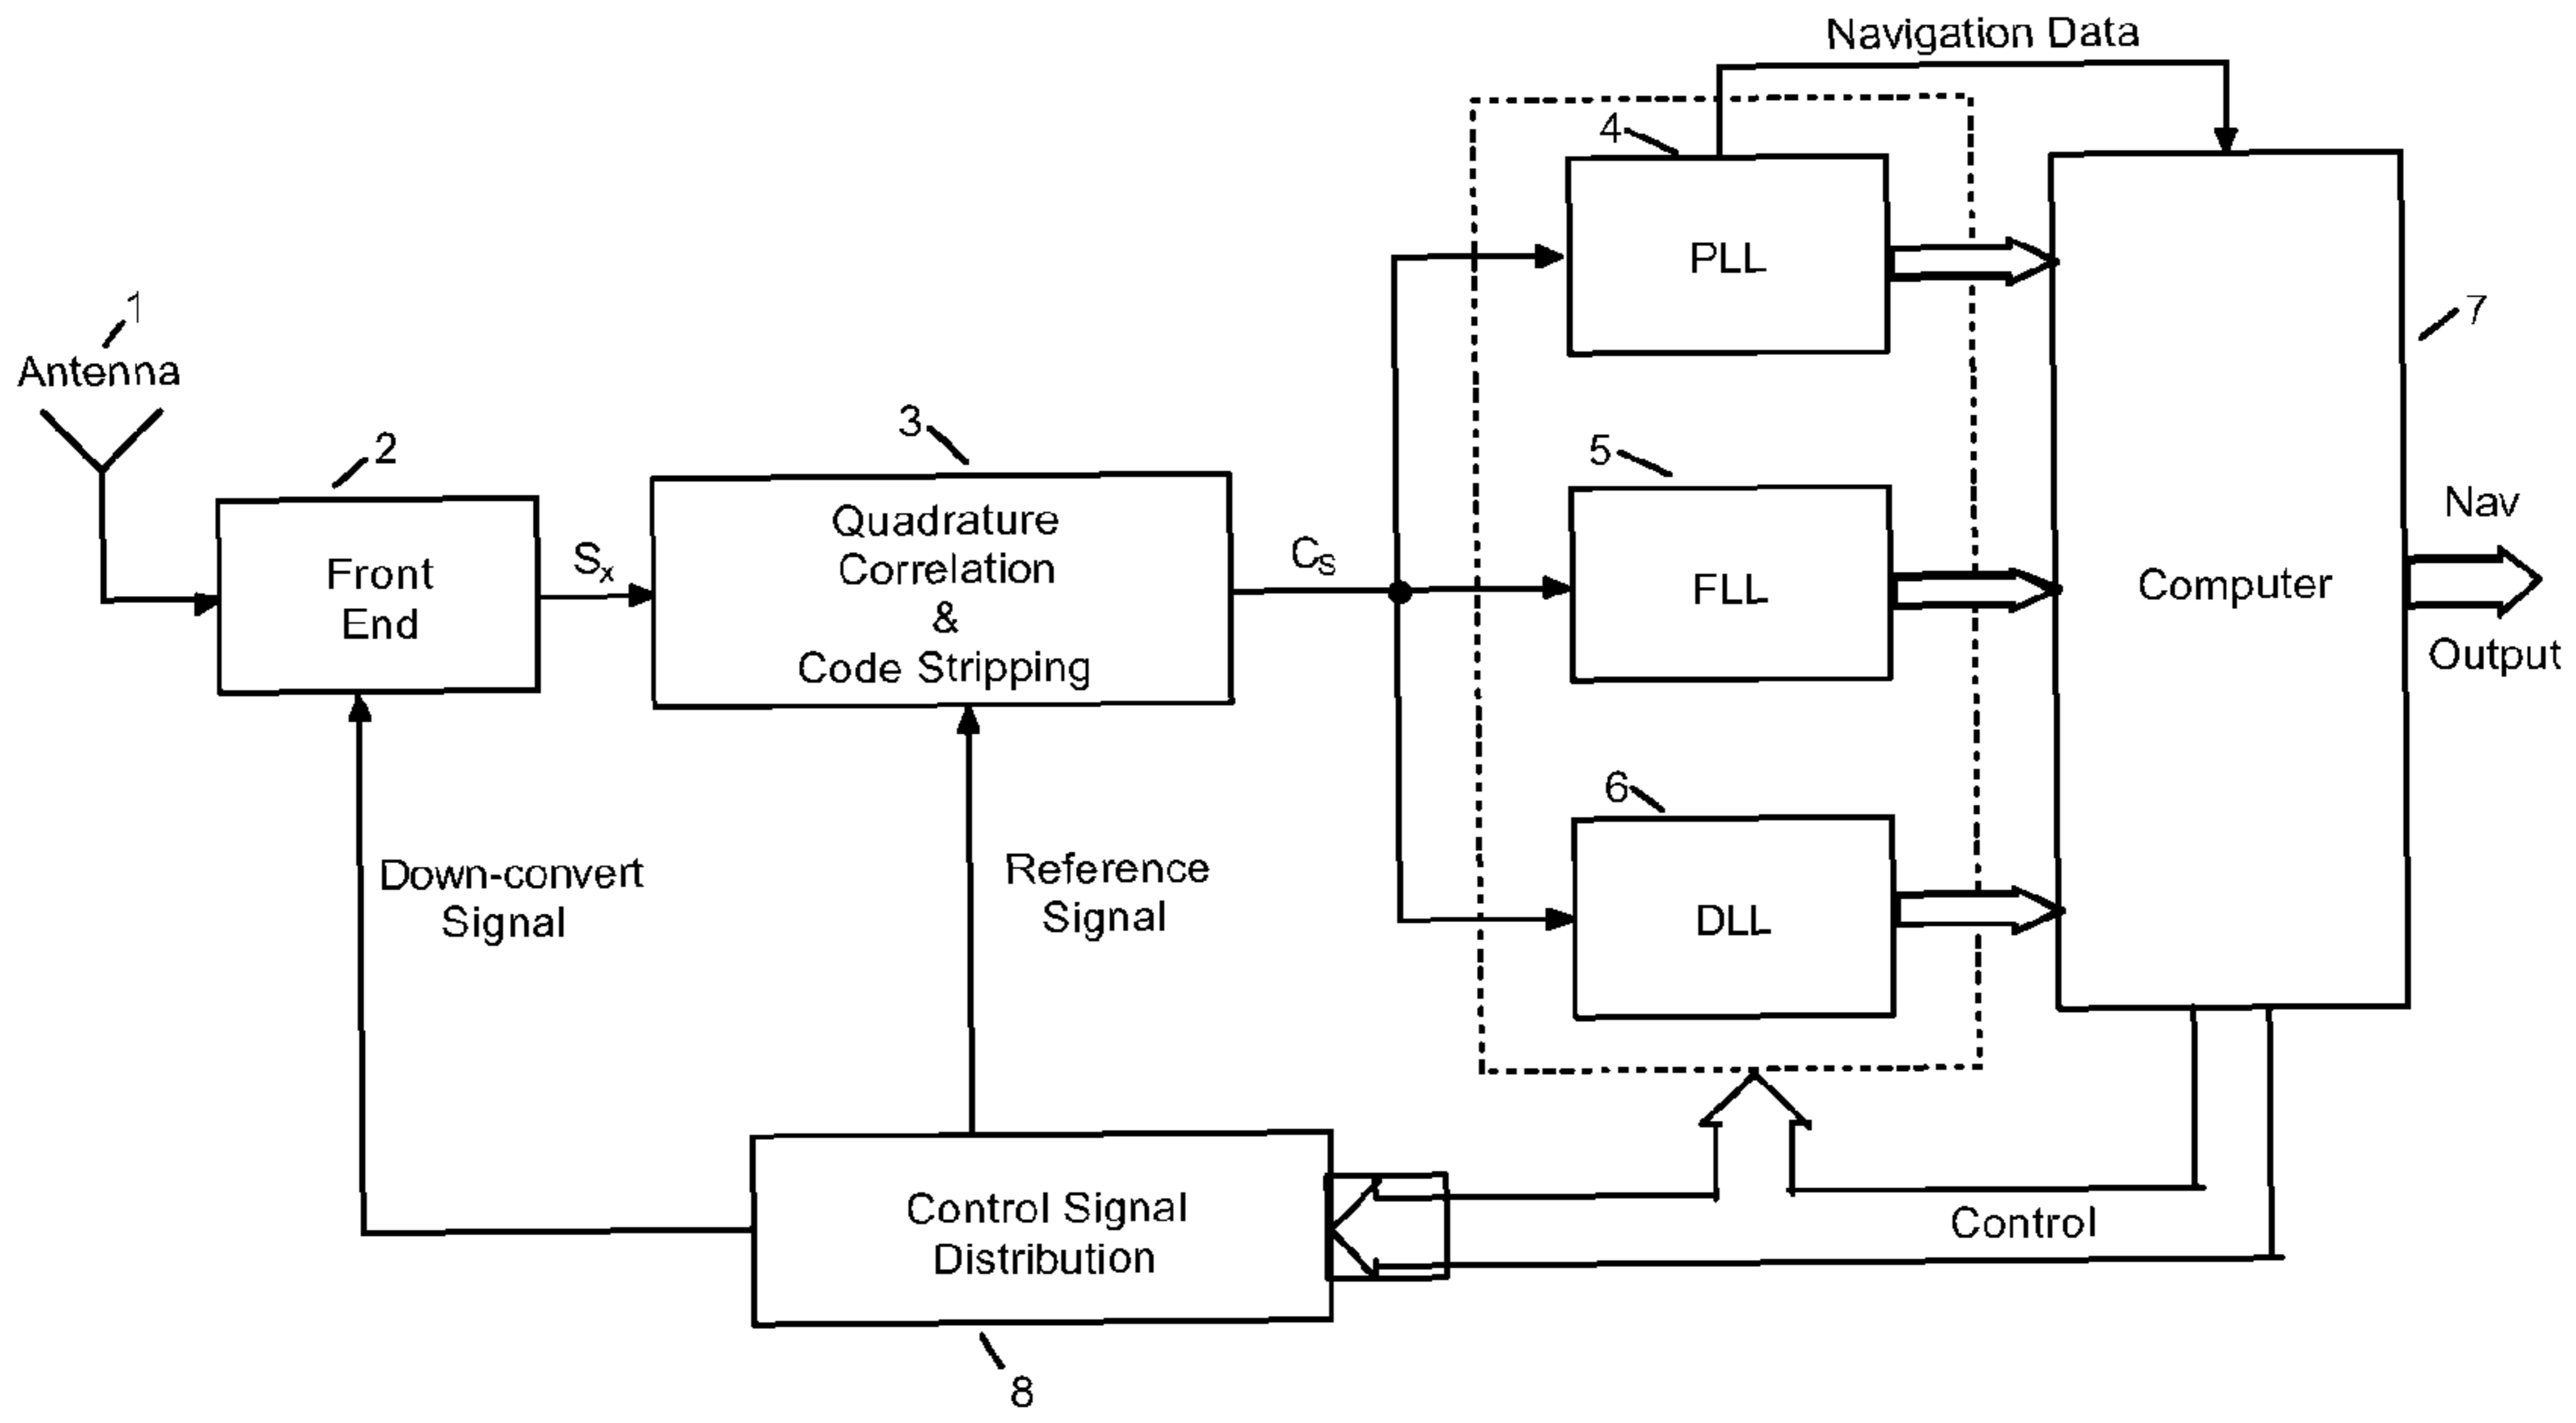 Navigation Data
4
PLL
1
Antenna
7
3
2
5
Quadrature
Correlation
&
Code Stripping
Front
End
Sx
Cs
FLL
Computer
Nav
Output
6
DLL
Down-convert
Signal
Reference
Signal
Control Signal
Distribution
Control
8